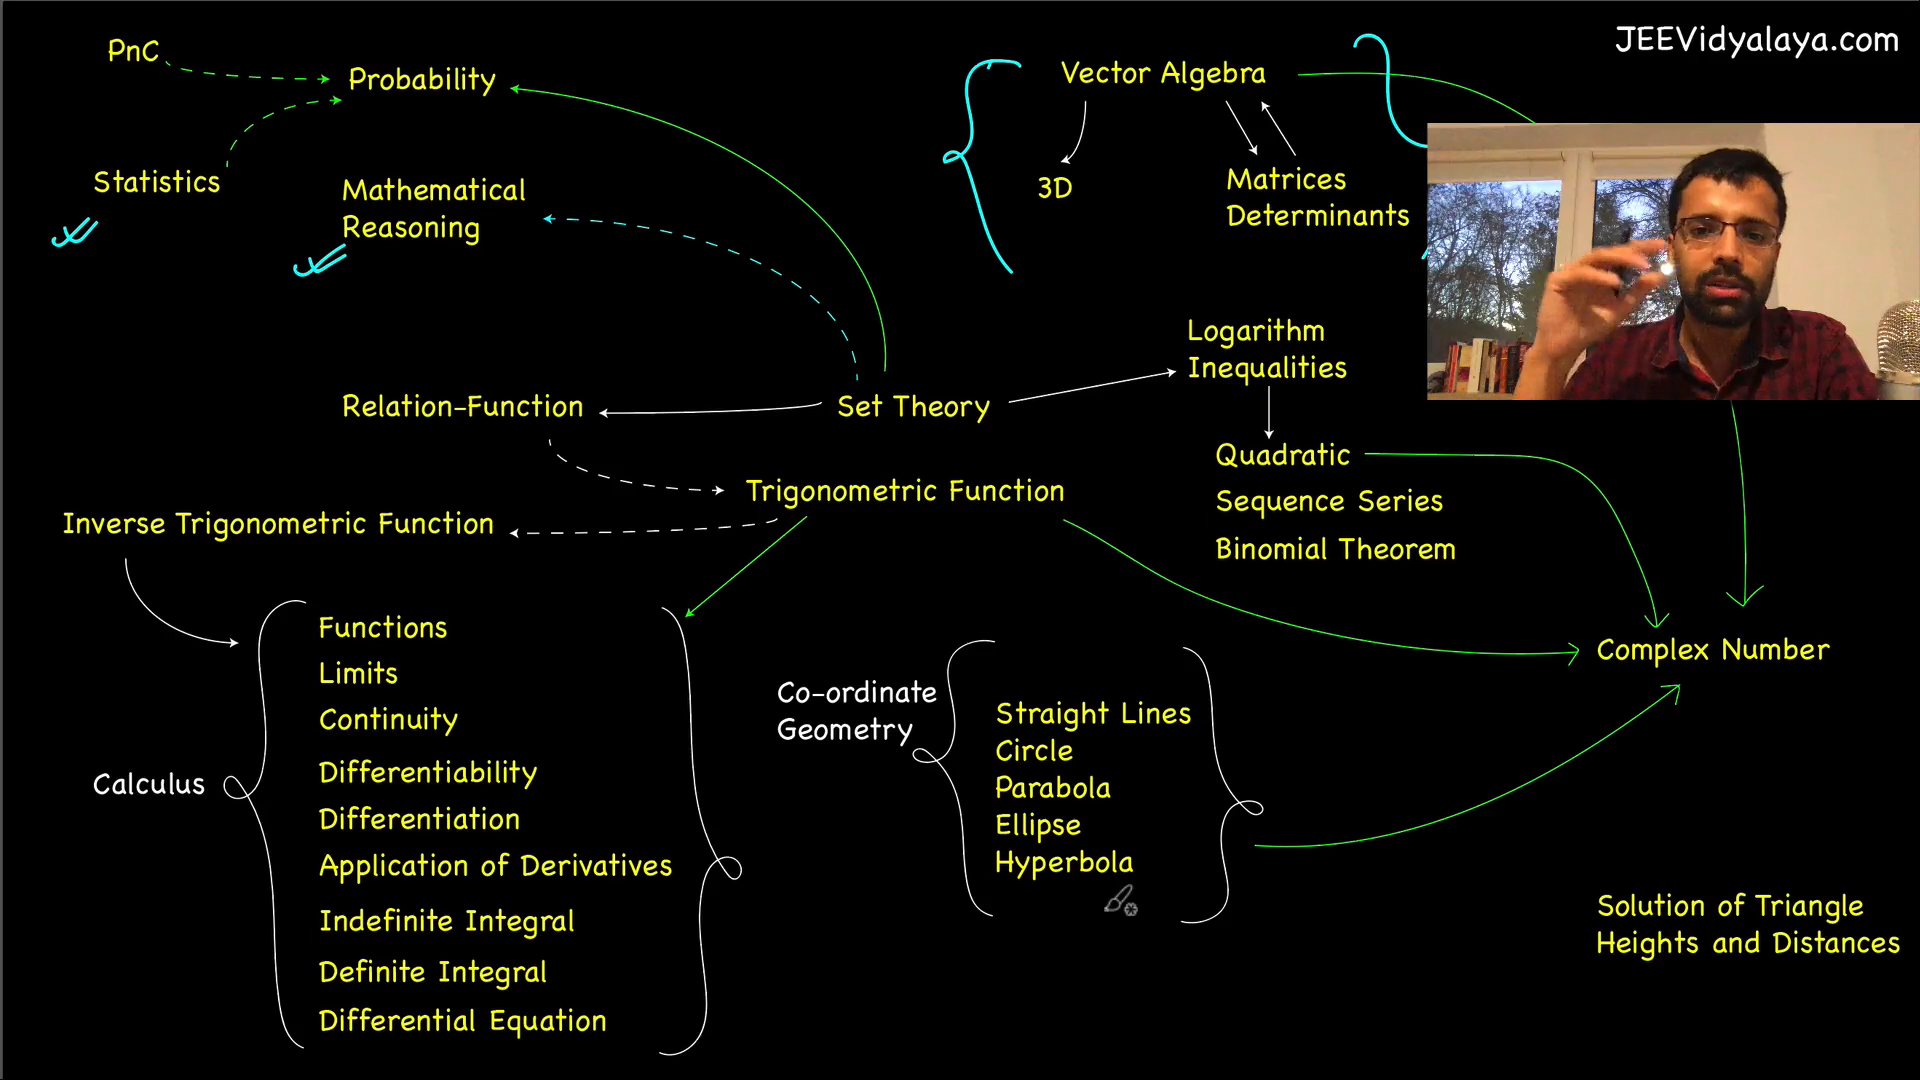 JEEVidyalaya.com
PnC
Probability
Statistics
Mathematical
Reasoning
Vector Algebra
3D
Matrices
Determinants
Logarithm
Inequalities
Relation-Function
Set Theory
Quadratic
Sequence Series
Binomial Theorem
Trigonometric Function
Inverse Trigonometric Function
Calculus
Functions
Limits
Continuity
Differentiability
Differentiation
Application of Derivatives
Indefinite Integral
Definite Integral
Differential Equation
Co-ordinate
Geometry
Straight Lines
Circle
Parabola
Ellipse
Hyperbola
Complex Number
Solution of Triangle
Heights and Distances